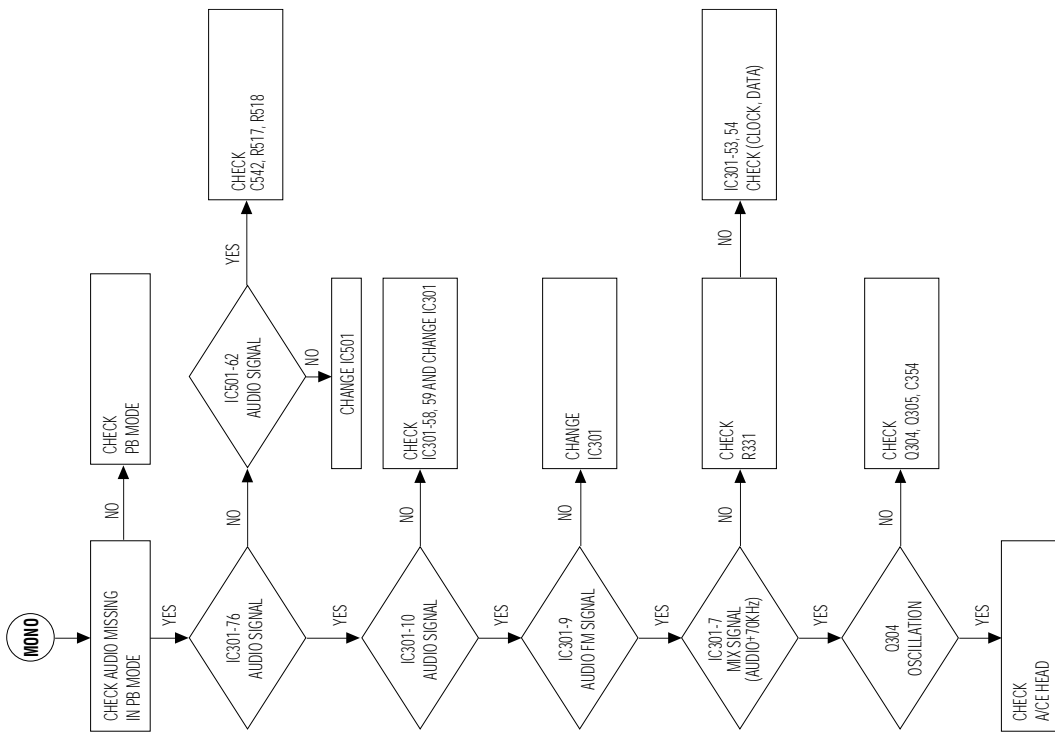 MONO
CHECK AUDIO MISSING
IN PB MODE
NO
CHECK
PB MODE
YES
IC301-76
AUDIO SIGNAL
NO
IC501-62
AUDIO SIGNAL
YES
CHECK
C542, R517, R518
NO
CHANGE IC501
YES
IC301-10
AUDIO SIGNAL
NO
CHECK
IC301-58, 59 AND CHANGE IC301
YES
IC301-9
AUDIO FM SIGNAL
NO
CHANGE
IC301
YES
IC301-7
MIX SIGNAL
(AUDIO+70KHz)
NO
CHECK
R331
NO
IC301-53, 54
CHECK (CLOCK, DATA)
YES
Q304
OSCILLATION
NO
CHECK
Q304, Q305, C354
YES
CHECK
A/CE HEAD